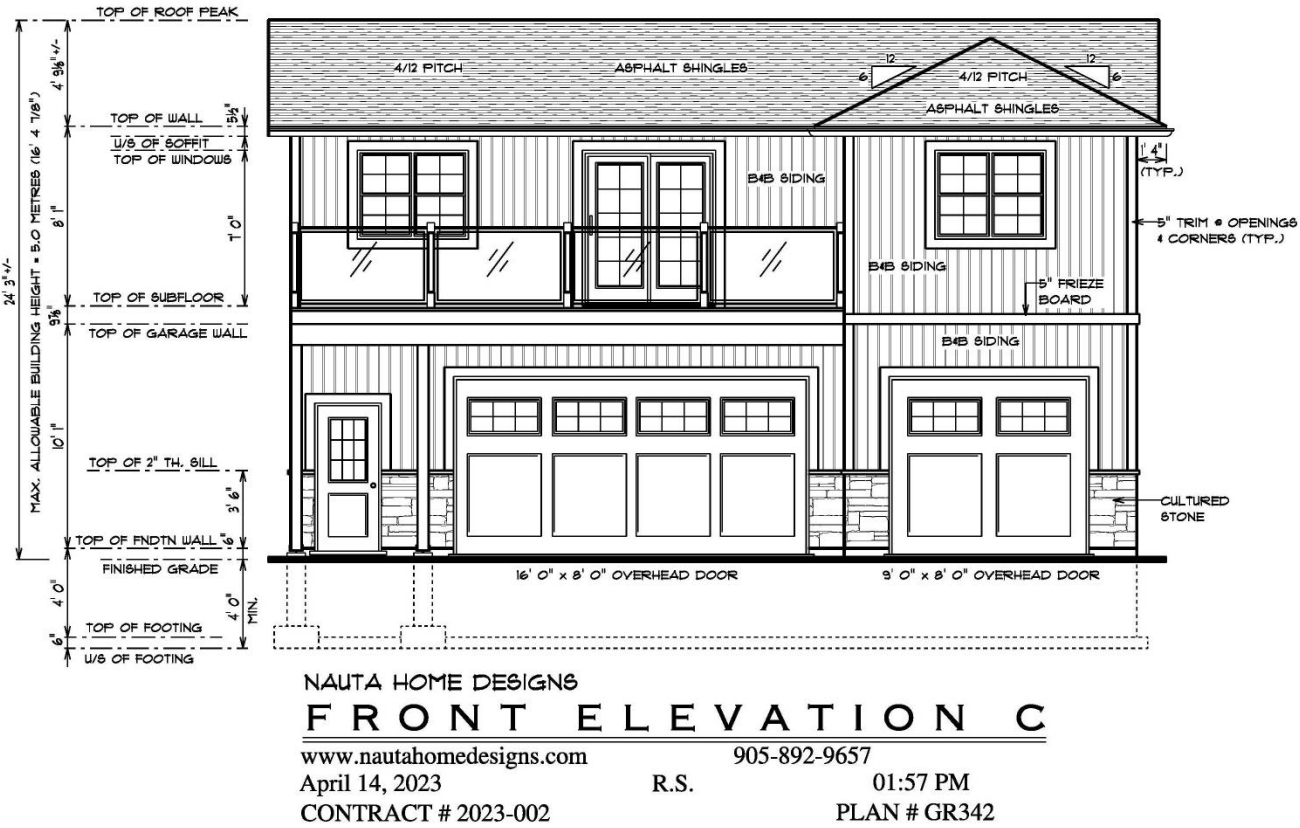 TOP OF ROOF PEAK
4' 9⅜" +/-
4/12 PITCH
ASPHALT SHINGLES
12
6
4/12 PITCH
12
6
ASPHALT SHINGLES
TOP OF WALL
5½"
U/S OF SOFFIT
TOP OF WINDOWS
1' 4"
(TYP.)
B&B SIDING
MAX. ALLOWABLE BUILDING HEIGHT = 5.0 METRES (16' 4 7/8")
24' 3" +/-
8' 1"
7' 0"
5" TRIM @ OPENINGS
& CORNERS (TYP.)
B&B SIDING
5" FRIEZE
BOARD
TOP OF SUBFLOOR
TOP OF GARAGE WALL
B&B SIDING
10' 1"
TOP OF 2" TH. SILL
3' 6"
CULTURED
STONE
TOP OF FNDTN WALL
6"
FINISHED GRADE
16' 0" x 8' 0" OVERHEAD DOOR
9' 0" x 8' 0" OVERHEAD DOOR
4' 0"
4' 0"
MIN.
TOP OF FOOTING
6"
U/S OF FOOTING
NAUTA HOME DESIGNS
FRONT ELEVATION C
www.nautahomedesigns.com
905-892-9657
April 14, 2023
R.S.
01:57 PM
CONTRACT # 2023-002
PLAN # GR342